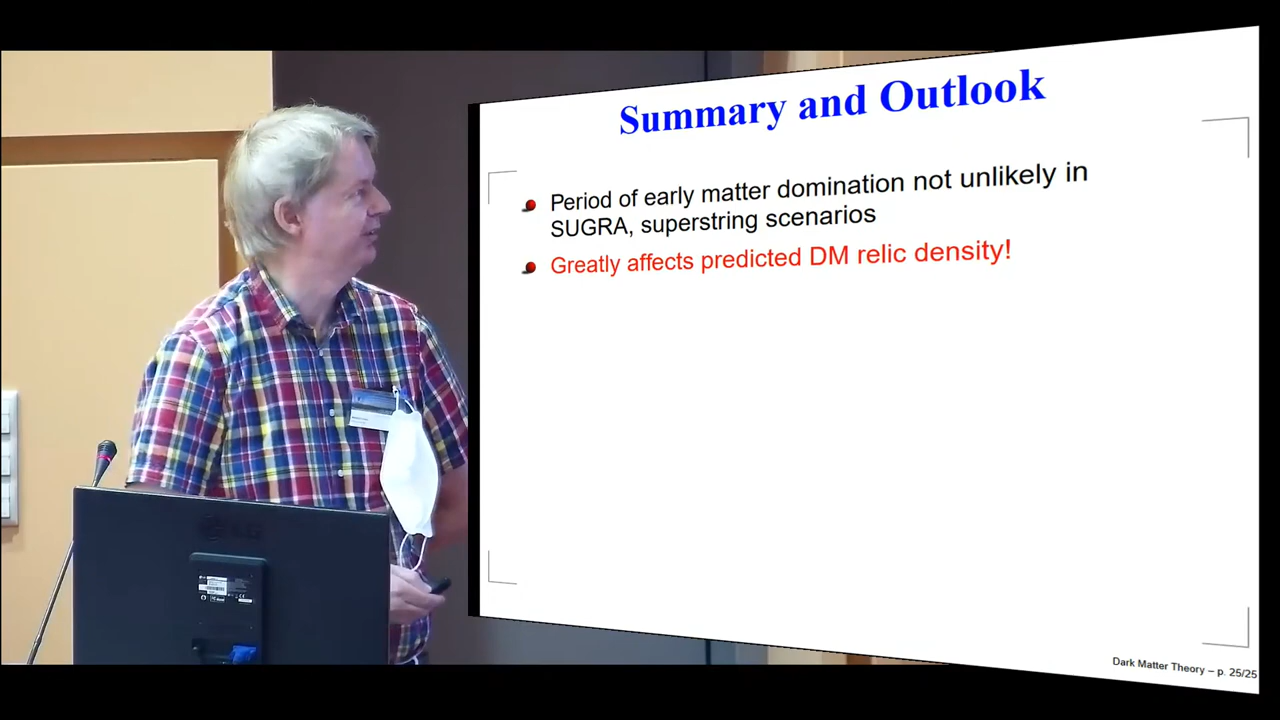 Summary and Outlook
Period of early matter domination not unlikely in
SUGRA, superstring scenarios
Greatly affects predicted DM relic density!
Dark Matter Theory – p. 25/25